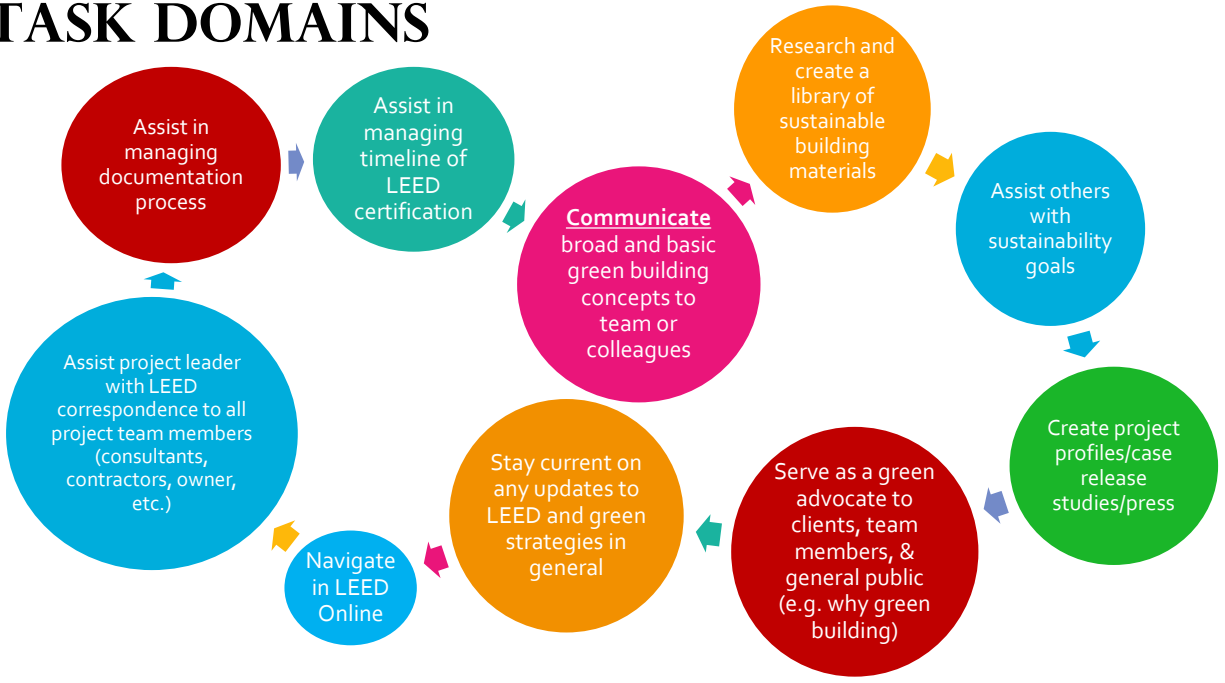 TASK DOMAINS
Assist in
managing
documentation
process
Assist in
managing
timeline of
LEED
certification
Communicate
broad and basic
green building
concepts to
team or
colleagues
Research and
create a
library of
sustainable
building
materials
Assist others
with
sustainability
goals
Create project
profiles/case
release
studies/press
Serve as a green
advocate to
clients, team
members, &
general public
(e.g. why green
building)
Stay current on
any updates to
LEED and green
strategies in
general
Navigate
in LEED
Online
Assist project leader
with LEED
correspondence to all
project team members
(consultants,
contractors, owner,
etc.)